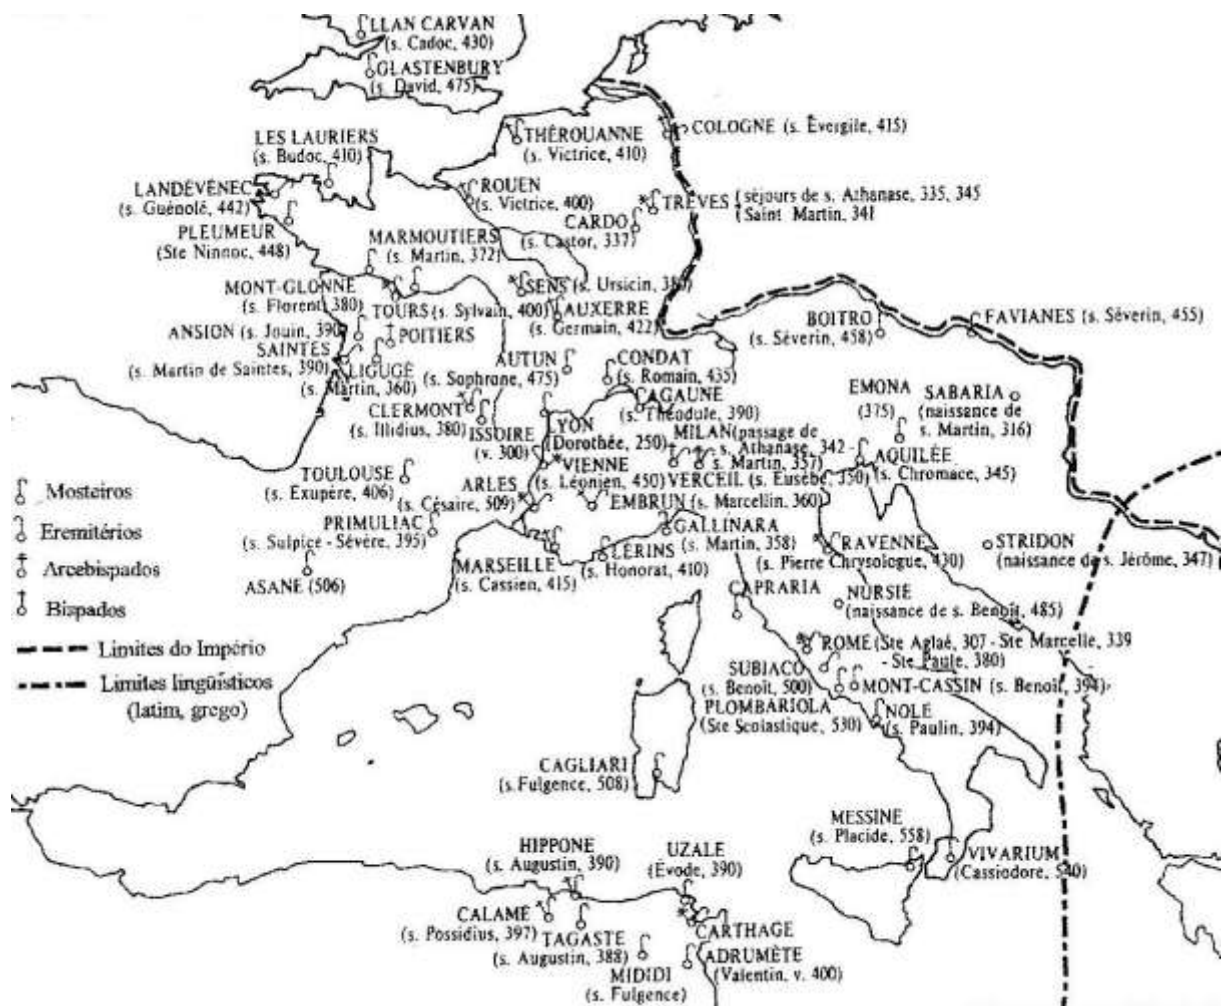 LLAN CARVAN
(s. Cadoc, 430)
GLASTENBURY
(s. David, 475)
THÉROUANNE
(s. Victrice, 410)
COLOGNE (s. Évergile, 415)
LES LAURIERS
(s. Budoc, 410)
LANDÉVÉNEC
(s. Guénolé, 442)
PLEUMEUR
(Ste Ninnoc, 448)
ROUEN
(s. Victrice, 400)
TRÈVES
(séjours de s. Athanase, 335, 345
(Saint Martin, 341
CARDO
(s. Castor, 337)
MARMOUTIERS
(s. Martin, 372)
MONT-GLONNE
(s. Florent, 380)
TOURS (s. Sylvain, 400)
SENS (s. Ursicin, 380)
AUXERRE
(s. Germain, 422)
ANSION (s. Jouin, 390)
POITIERS
SAINTES
(s. Martin de Saintes, 390)
LIGUGÉ
(s. Martin, 360)
AUTUN
(s. Sophrone, 475)
CONDAT
(s. Romain, 435)
BOITRO
(s. Séverin, 458)
FAVIANES (s. Séverin, 455)
CLERMONT
(s. Illidius, 380)
ISSOIRE
(v. 300)
LYON
(Dorothée, 250)
AGAUNE
(s. Théodule, 390)
EMONA
(375)
SABARIA
(naissance de
s. Martin, 316)
MILAN (passage de
s. Athanase, 342 -
s. Martin, 357)
AQUILÉE
(s. Chromace, 345)
VIENNE
(s. Léonien, 450)
VERCEIL (s. Eusèbe, 350)
TOULOUSE
(s. Exupère, 406)
ARLES
(s. Césaire, 509)
EMBRUN (s. Marcellin, 360)
PRIMULIAC
(s. Sulpice-Sévère, 395)
GALLINARA
(s. Martin, 358)
RAVENNE
(s. Pierre Chrysologue, 430)
STRIDON
(naissance de s. Jérôme, 347)
ASANE (506)
MARSEILLE
(s. Cassien, 415)
LÉRINS
(s. Honorat, 410)
CAPRARIA
NURSIE
(naissance de s. Benoît, 485)
ROME (Ste Aglaé, 307 - Ste Marcelle, 339
- Ste Paule, 380)
SUBIACO
(s. Benoît, 500)
MONT-CASSIN (s. Benoît, 394)
PLOMBARIOLA
(Ste Scolastique, 530)
NOLE
(s. Paulin, 394)
CAGLIARI
(s. Fulgence, 508)
MESSINE
(s. Placide, 558)
VIVARIUM
(Cassiodore, 540)
HIPPONE
(s. Augustin, 390)
UZALE
(Évode, 390)
CALAME
(s. Possidius, 397)
TAGASTE
(s. Augustin, 388)
CARTHAGE
MIDIDI
(s. Fulgence)
ADRUMÈTE
(Valentin, v. 400)
Mosteiros
Eremitérios
Arcebispados
Bispados
Limites do Império
Limites lingüísticos
(latim, grego)